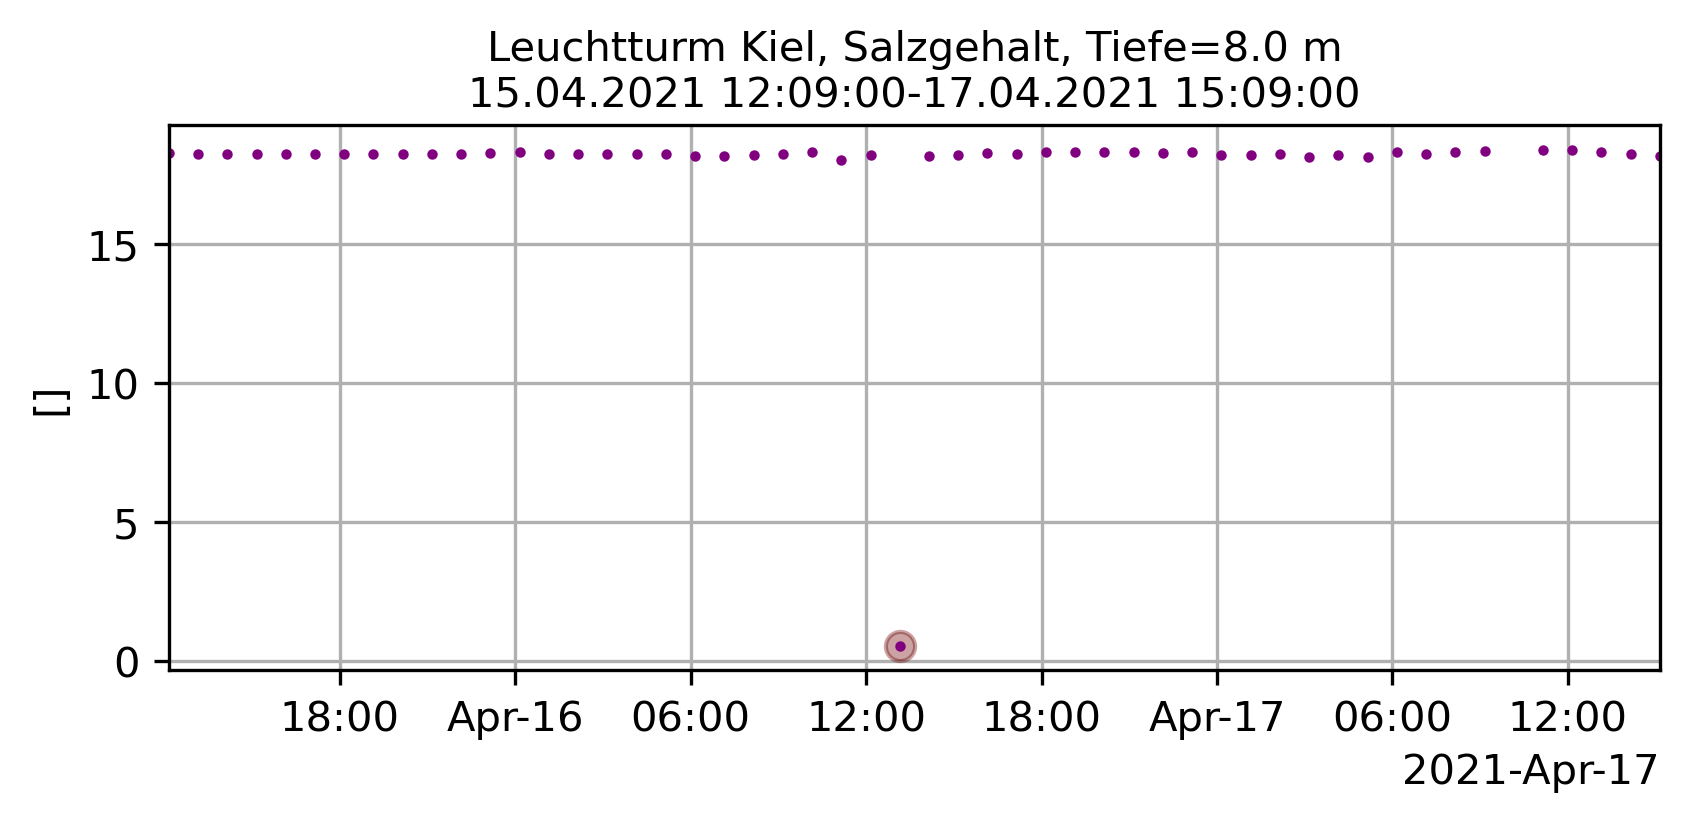 Leuchtturm Kiel, Salzgehalt, Tiefe=8.0 m
15.04.2021 12:09:00-17.04.2021 15:09:00
15
10
5
0
[]
18:00 Apr-16 06:00 12:00 18:00 Apr-17 06:00 12:00
2021-Apr-17